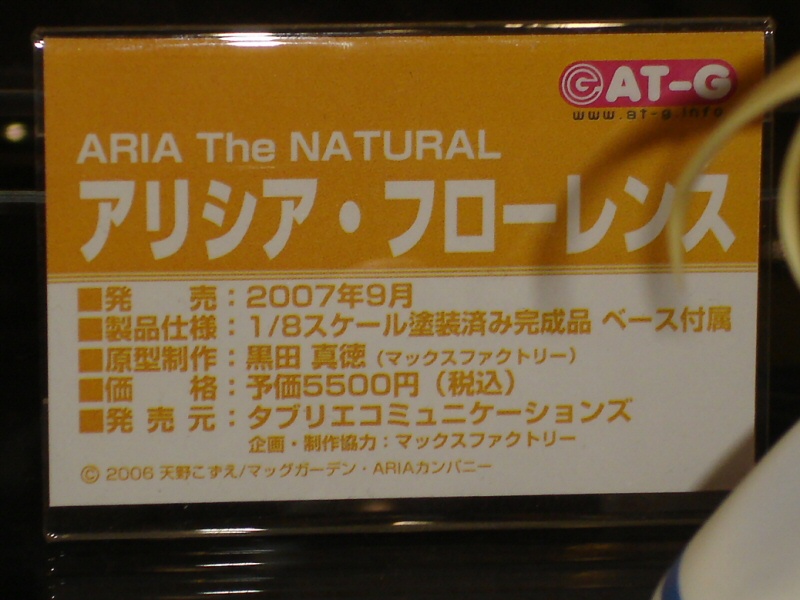 AT-G
www.at-g.info
ARIA The NATURAL
アリシア・フローレンス
■発　　売：2007年9月
■製品仕様：1/8スケール塗装済み完成品 ベース付属
■原型制作：黒田 真徳（マックスファクトリー）
■価　　格：予価5500円（税込）
■発 売 元：タブリエコミュニケーションズ
企画・制作協力：マックスファクトリー
© 2006 天野こずえ/マッグガーデン・ARIAカンパニー